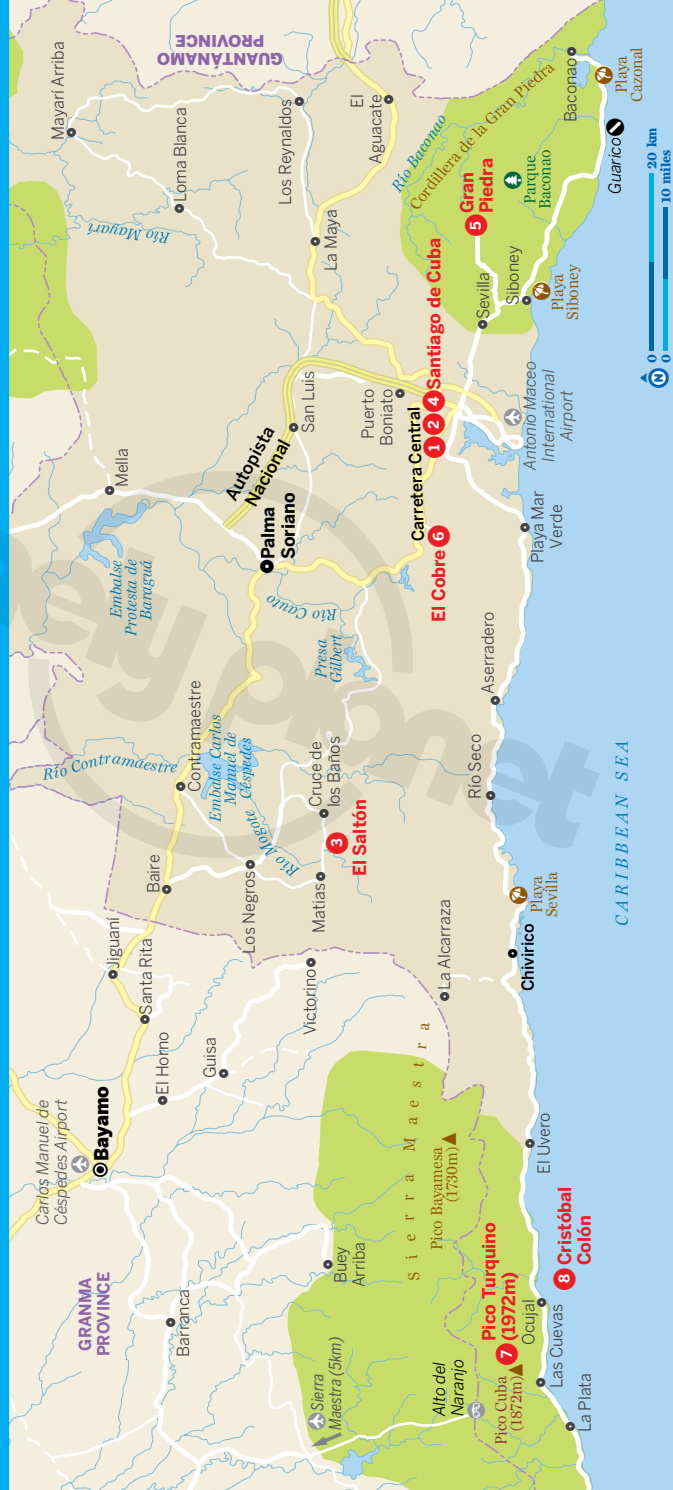 Carlos Manuel de
Céspedes Airport
Bayamo
GRANMA
PROVINCE
Barranca
Buey
Arriba
Sierra
Maestra (5km)
El Horno
Guisa
Santa Rita
Jiguaní
Victorino
Baire
Los Negros
Matias
Río Contramaestre
Contramaestre
Embalse Carlos
Manuel de
Céspedes
Río Mogote
Cruce de
los Baños
3
El Saltón
Embalse
Protesta de
Baraguá
Mella
Palma
Soriano
Río Cauto
Presa
Gilbert
Autopista
Nacional
San Luis
Mayarí Arriba
Loma Blanca
Río Mayarí
GUANTÁNAMO
PROVINCE
Los Reynaldos
La Maya
El
Aguacate
Puerto
Boniato
Carretera Central
1 2 4 Santiago de Cuba
El Cobre 6
Río Baconao
Cordillera de la Gran Piedra
5 Gran
Piedra
Parque
Baconao
Sevilla
Siboney
Playa
Siboney
Baconao
Playa
Cazonal
Guarico
Antonio Maceo
International
Airport
Playa Mar
Verde
Aserradero
Río Seco
Playa
Sevilla
Chivirico
La Alcarraza
Sierra Maestra
Pico Bayamesa
(1730m)
El Uvero
8 Cristóbal
Colón
Pico Turquino
7 (1972m)
Ocujal
Las Cuevas
Pico Cuba
(1872m)
Alto del
Naranjo
La Plata
CARIBBEAN SEA
N
0 20 km
0 10 miles
lonely planet